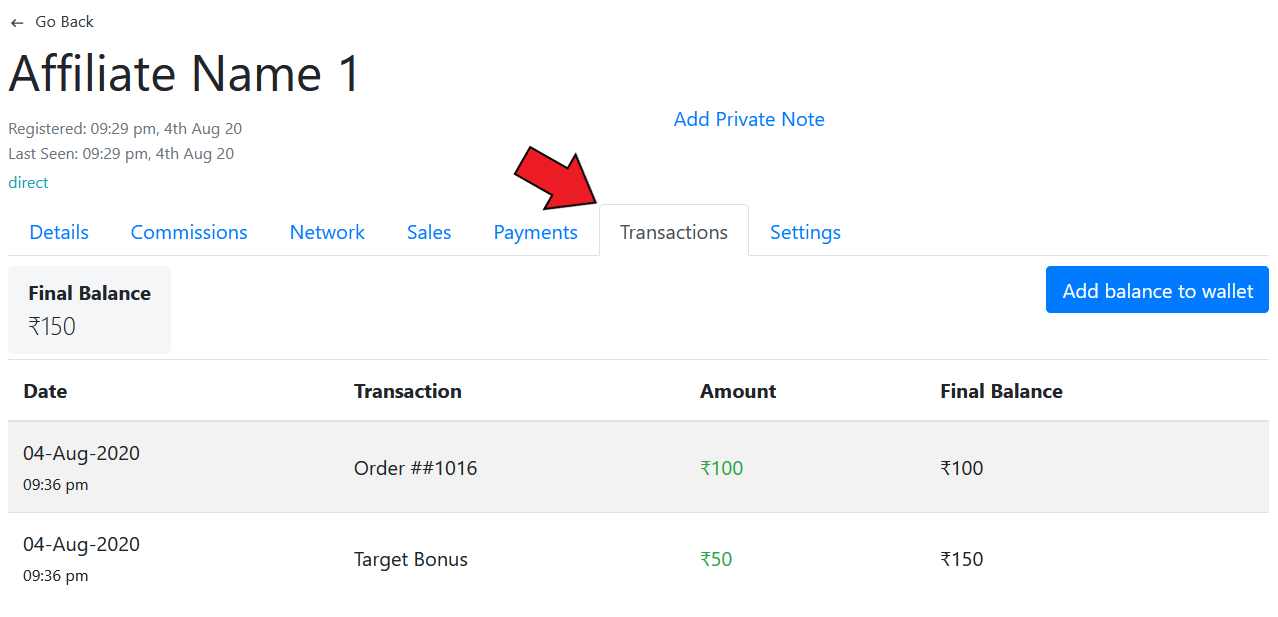 ← Go Back
Affiliate Name 1
Registered: 09:29 pm, 4th Aug 20
Add Private Note
Last Seen: 09:29 pm, 4th Aug 20
direct
Details Commissions Network Sales Payments Transactions Settings
Final Balance
₹150
Add balance to wallet
Date Transaction Amount Final Balance
04-Aug-2020
09:36 pm
Order ##1016 ₹100 ₹100
04-Aug-2020
09:36 pm
Target Bonus ₹50 ₹150